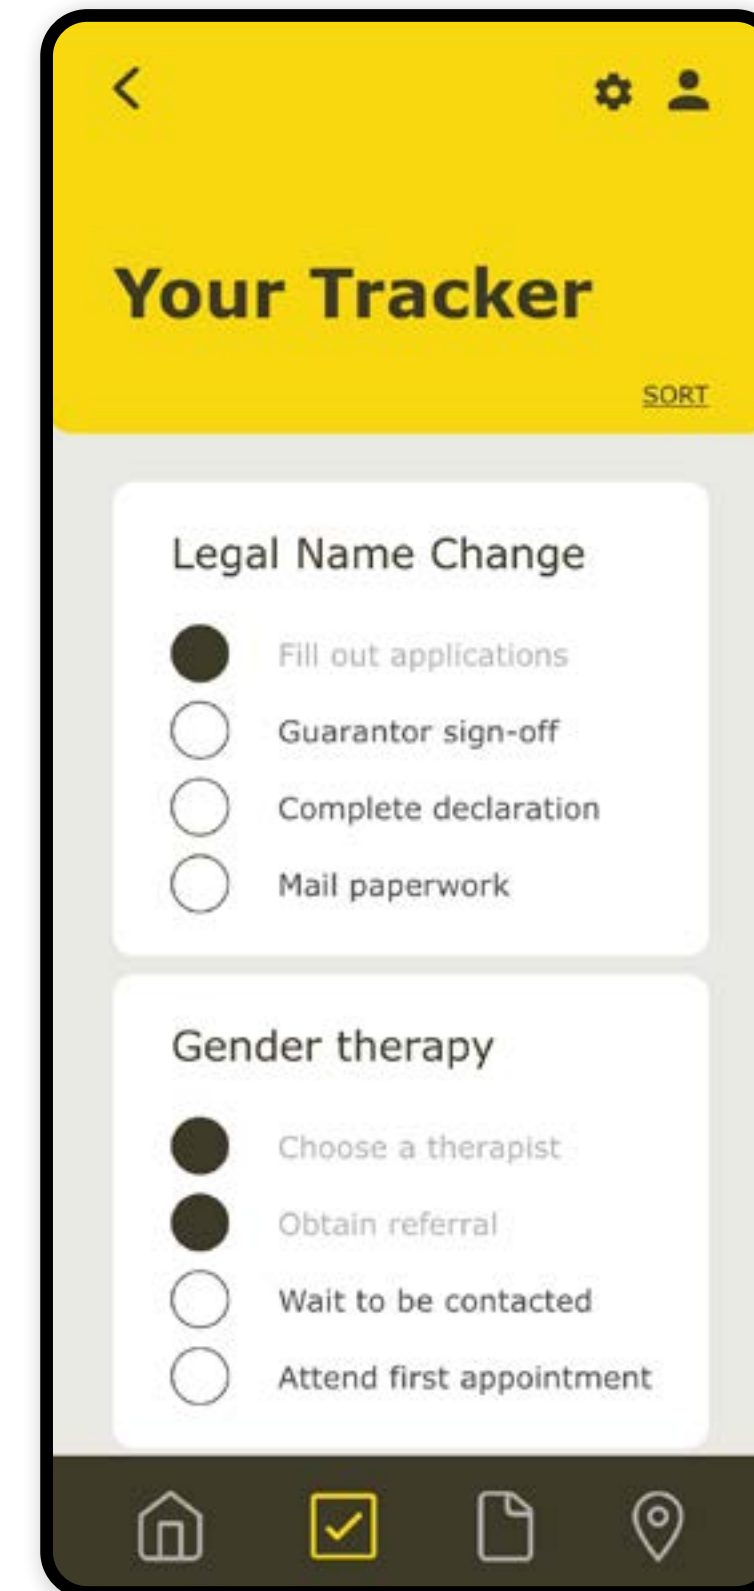 Your Tracker
SORT
Legal Name Change
Fill out applications
Guarantor sign-off
Complete declaration
Mail paperwork
Gender therapy
Choose a therapist
Obtain referral
Wait to be contacted
Attend first appointment